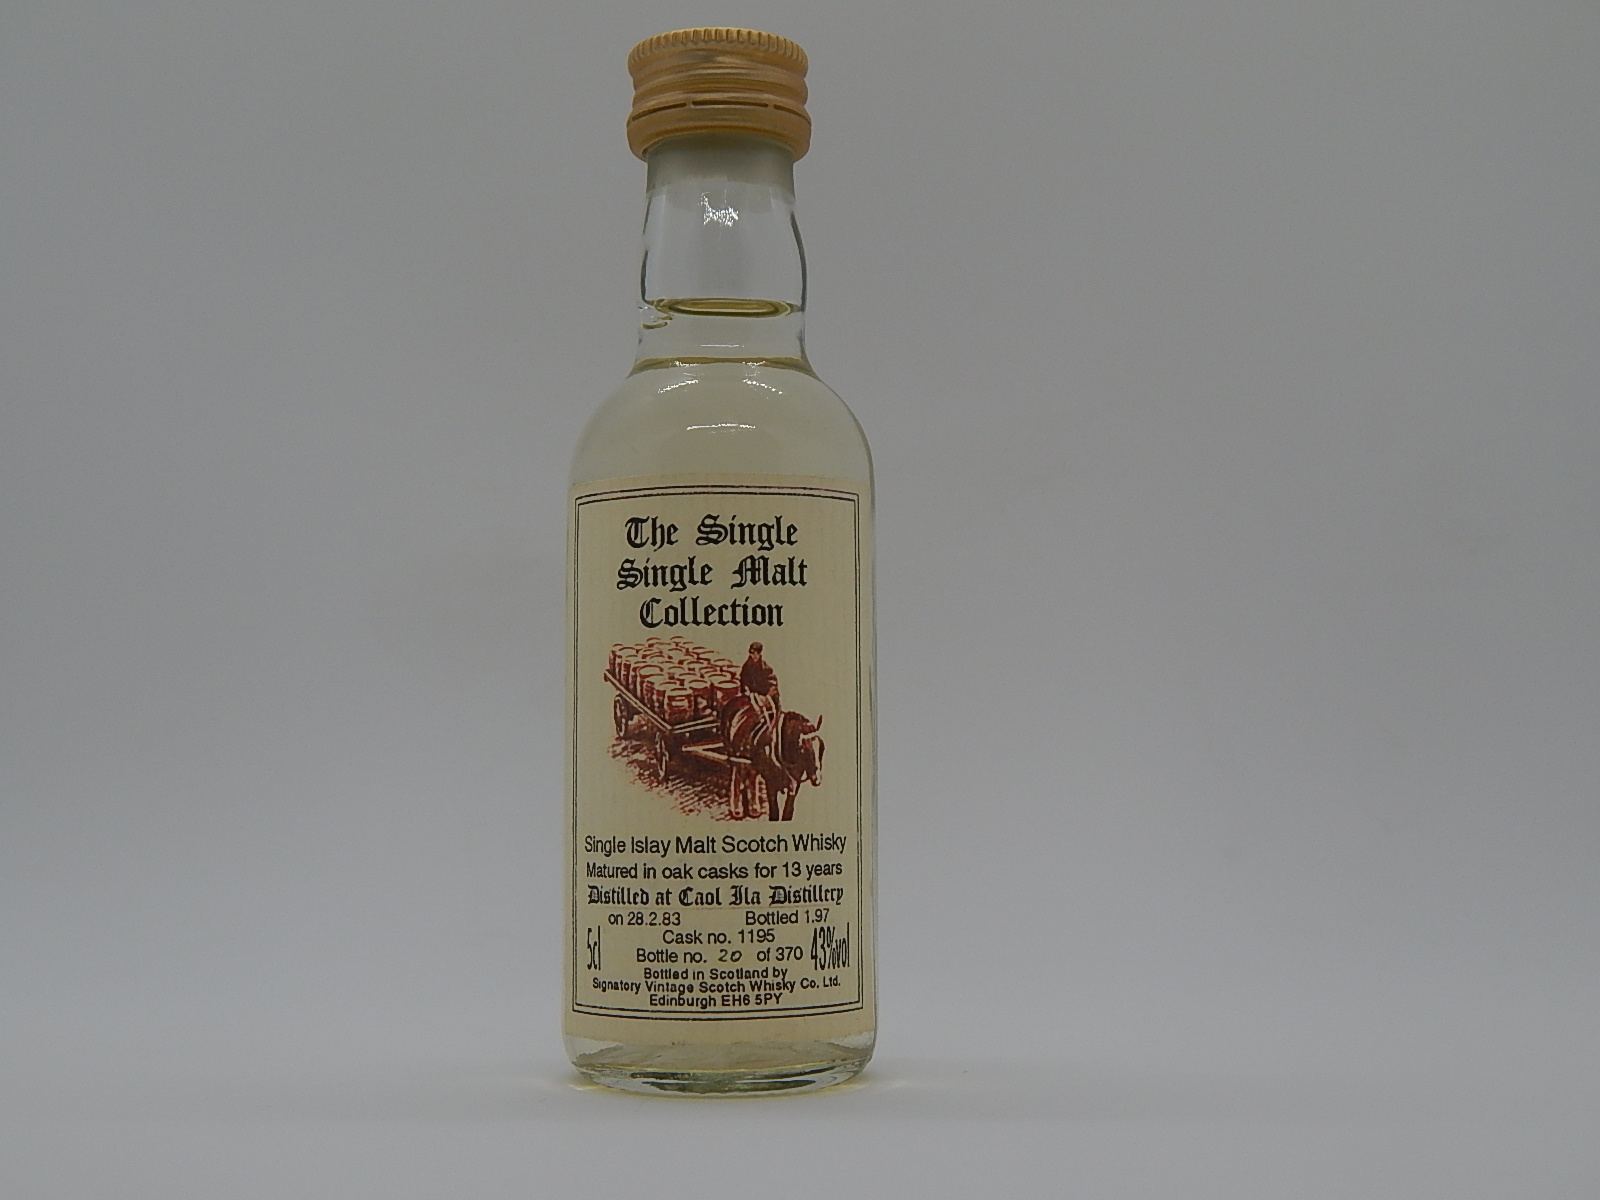 The Single
Single Malt
Collection
Single Islay Malt Scotch Whisky
Matured in oak casks for 13 years
Distilled at Caol Ila Distillery
on 28.2.83 Bottled 1.97
Cask no. 1195
5cl Bottle no. 20 of 370 43%vol
Bottled in Scotland by
Signatory Vintage Scotch Whisky Co. Ltd.
Edinburgh EH6 5PY